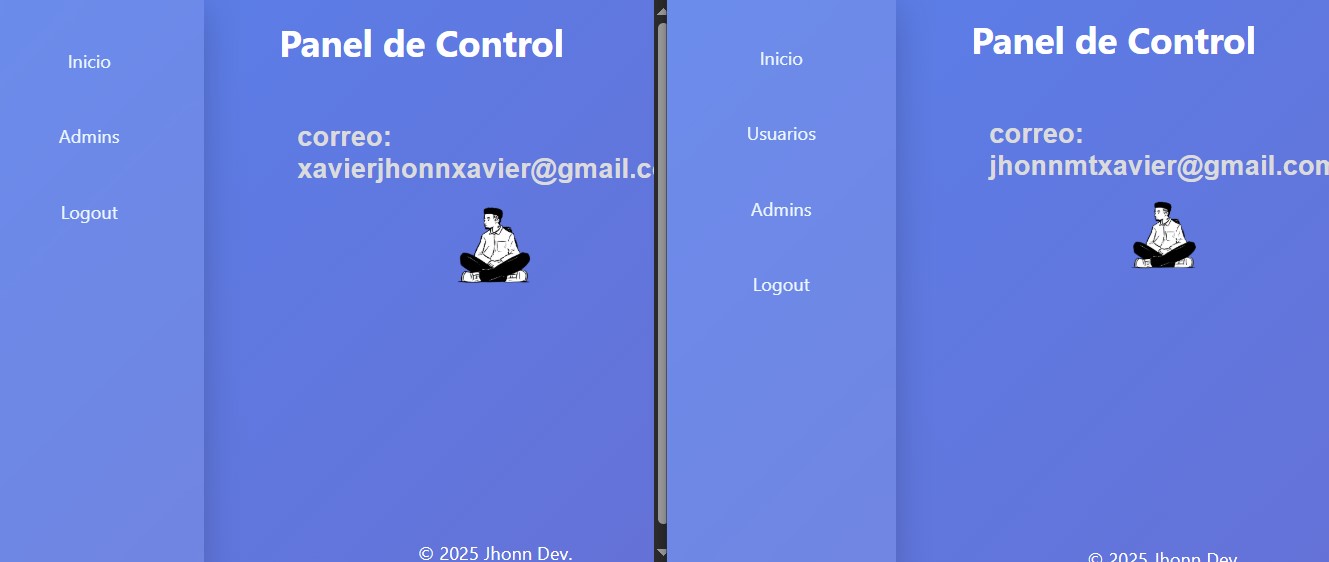 Panel de Control
Inicio
Admins
Logout
correo:
xavierjhonnxavier@gmail.c
© 2025 Jhonn Dev.
Panel de Control
Inicio
Usuarios
Admins
Logout
correo:
jhonnmtxavier@gmail.com
© 2025 Jhonn Dev.